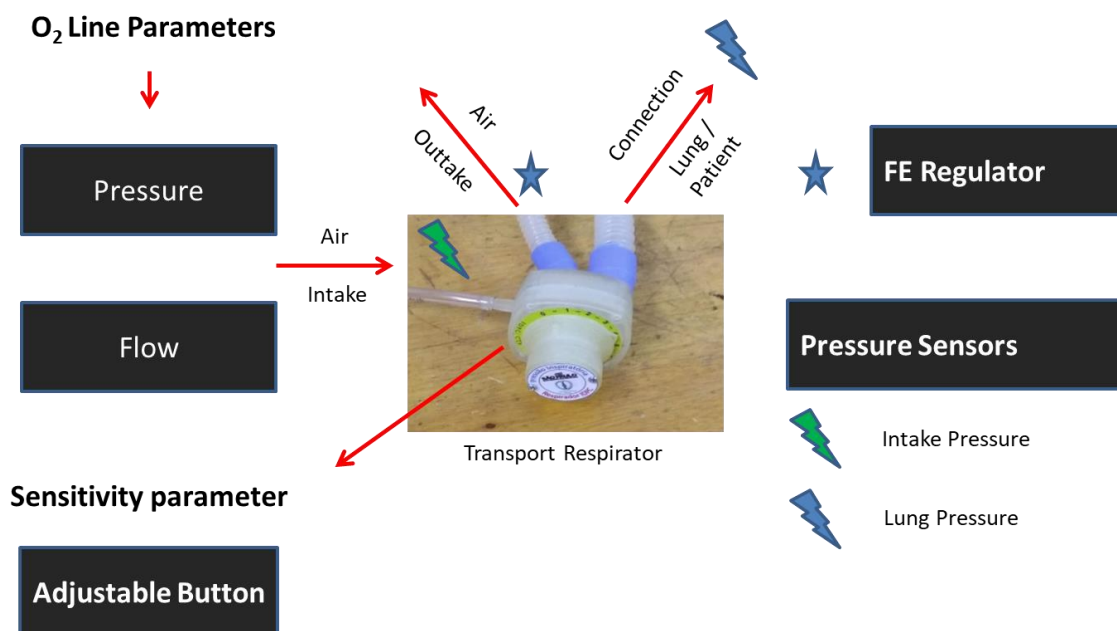 O₂ Line Parameters
Pressure
Flow
Air
Intake
Air
Outtake
Connection
Lung /
Patient
FE Regulator
Pressure Sensors
Intake Pressure
Lung Pressure
Transport Respirator
Sensitivity parameter
Adjustable Button